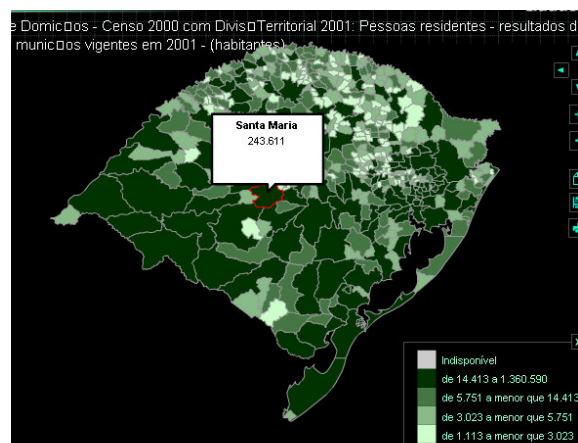 e Domic□os - Censo 2000 com Divis□Territorial 2001: Pessoas residentes - resultados d
munic□os vigentes em 2001 - (habitantes)
Santa Maria
243.611
Indisponível
de 14.413 a 1.360.590
de 5.751 a menor que 14.413
de 3.023 a menor que 5.751
de 1.113 a menor que 3.023